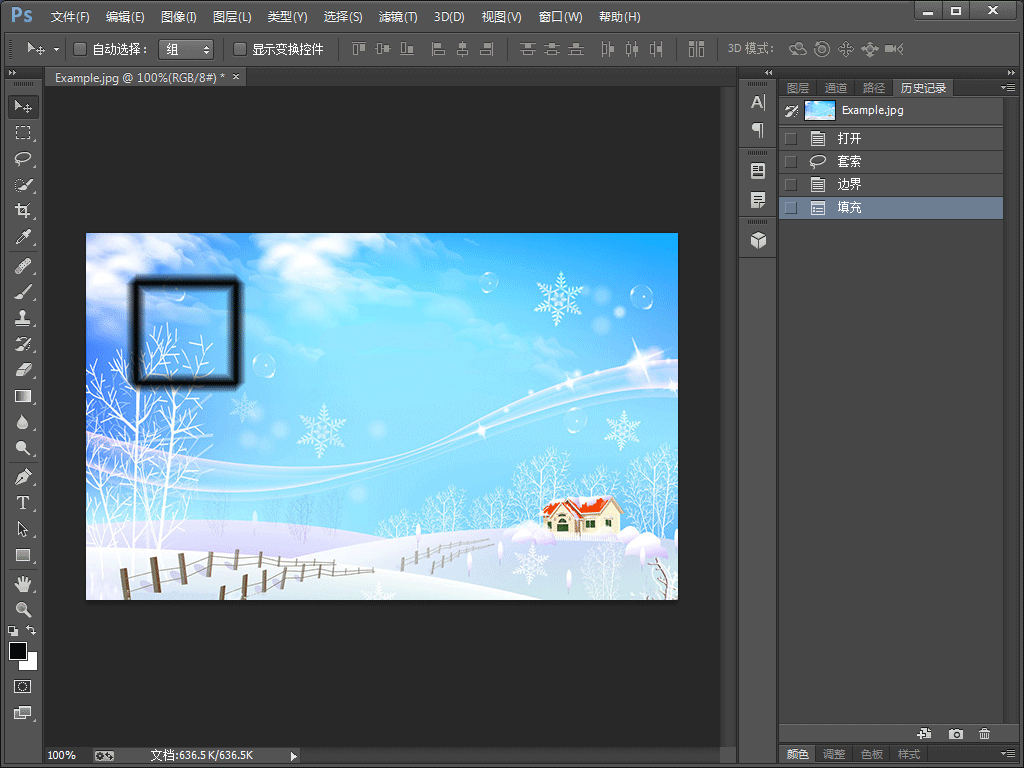 Ps 文件(F) 编辑(E) 图像(I) 图层(L) 类型(Y) 选择(S) 滤镜(T) 3D(D) 视图(V) 窗口(W) 帮助(H)
自动选择: 组 显示变换控件 3D 模式:
Example.jpg @ 100%(RGB/8#) *
图层 通道 路径 历史记录
Example.jpg
打开
套索
边界
填充
100% 文档:636.5K/636.5K
颜色 调整 色板 样式